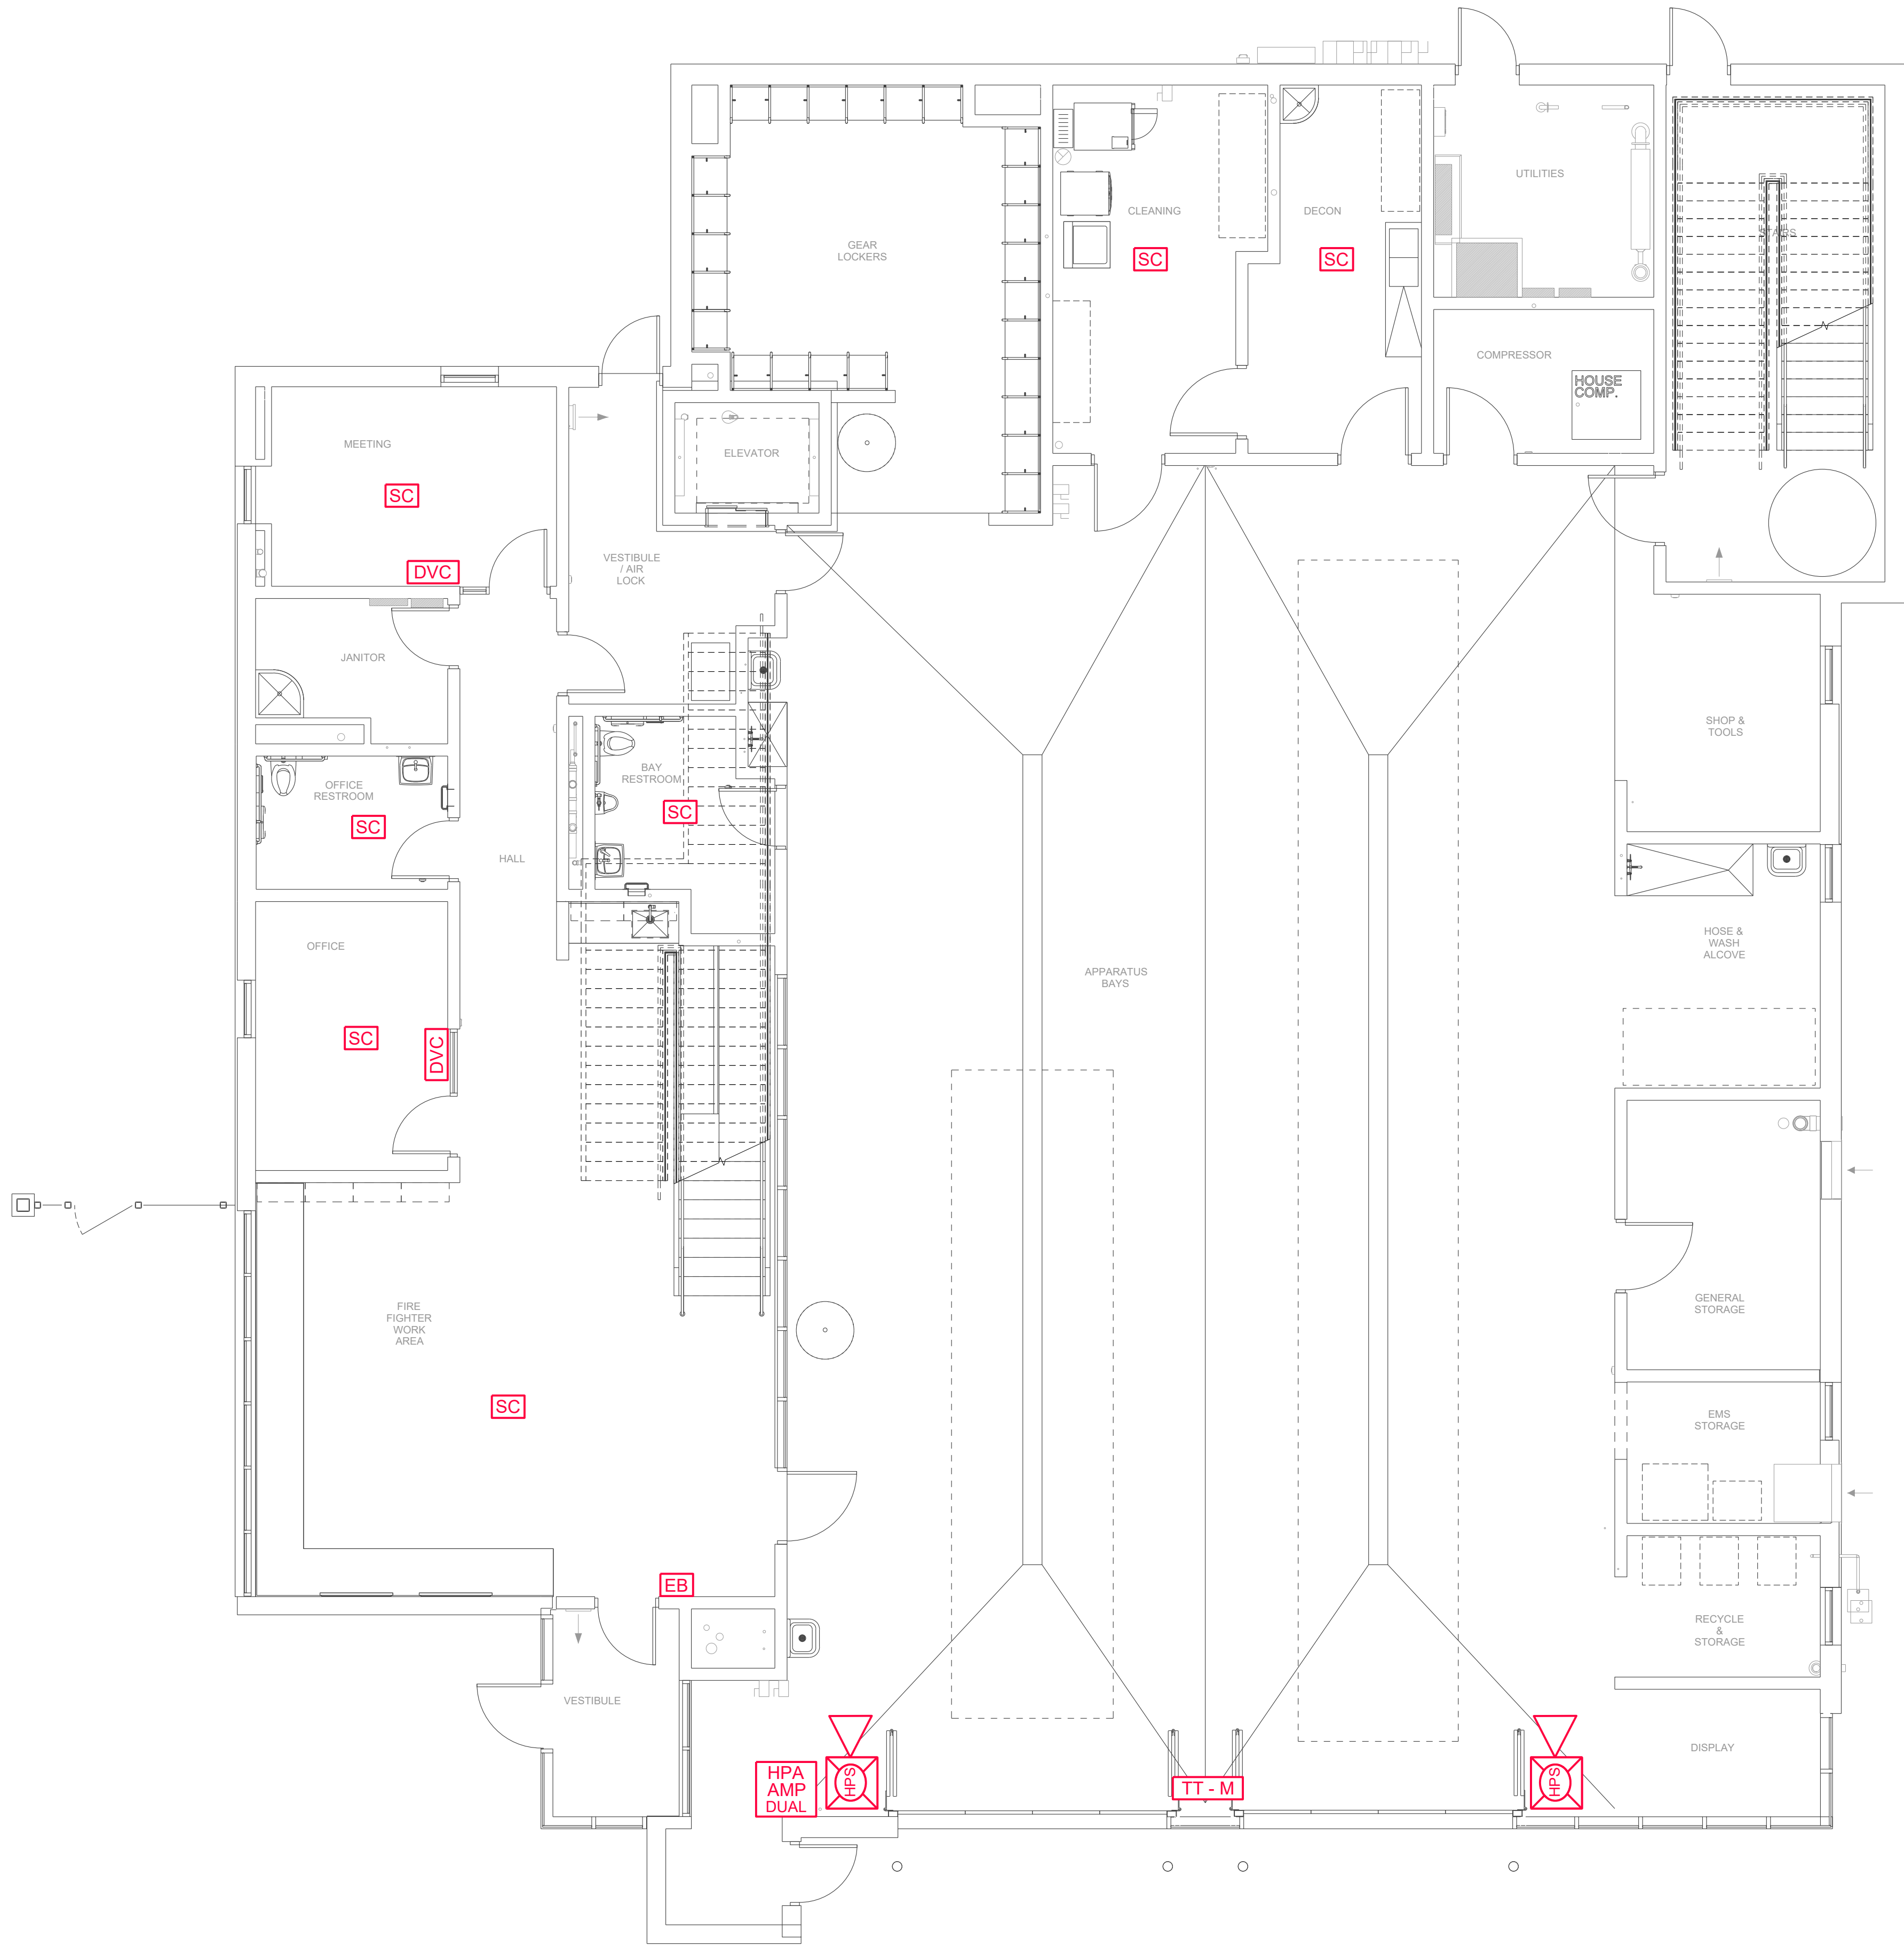 UTILITIES
CLEANING
DECON
STAIRS
GEAR
LOCKERS
SC
SC
COMPRESSOR
HOUSE
COMP.
MEETING
ELEVATOR
SC
VESTIBULE
/ AIR
LOCK
DVC
JANITOR
SHOP &
TOOLS
BAY
RESTROOM
OFFICE
RESTROOM
SC
SC
HALL
HOSE &
WASH
ALCOVE
OFFICE
APPARATUS
BAYS
SC
DVC
GENERAL
STORAGE
FIRE
FIGHTER
WORK
AREA
SC
EMS
STORAGE
EB
RECYCLE
&
STORAGE
VESTIBULE
DISPLAY
HPA
AMP
DUAL
HPS
TT - M
HPS